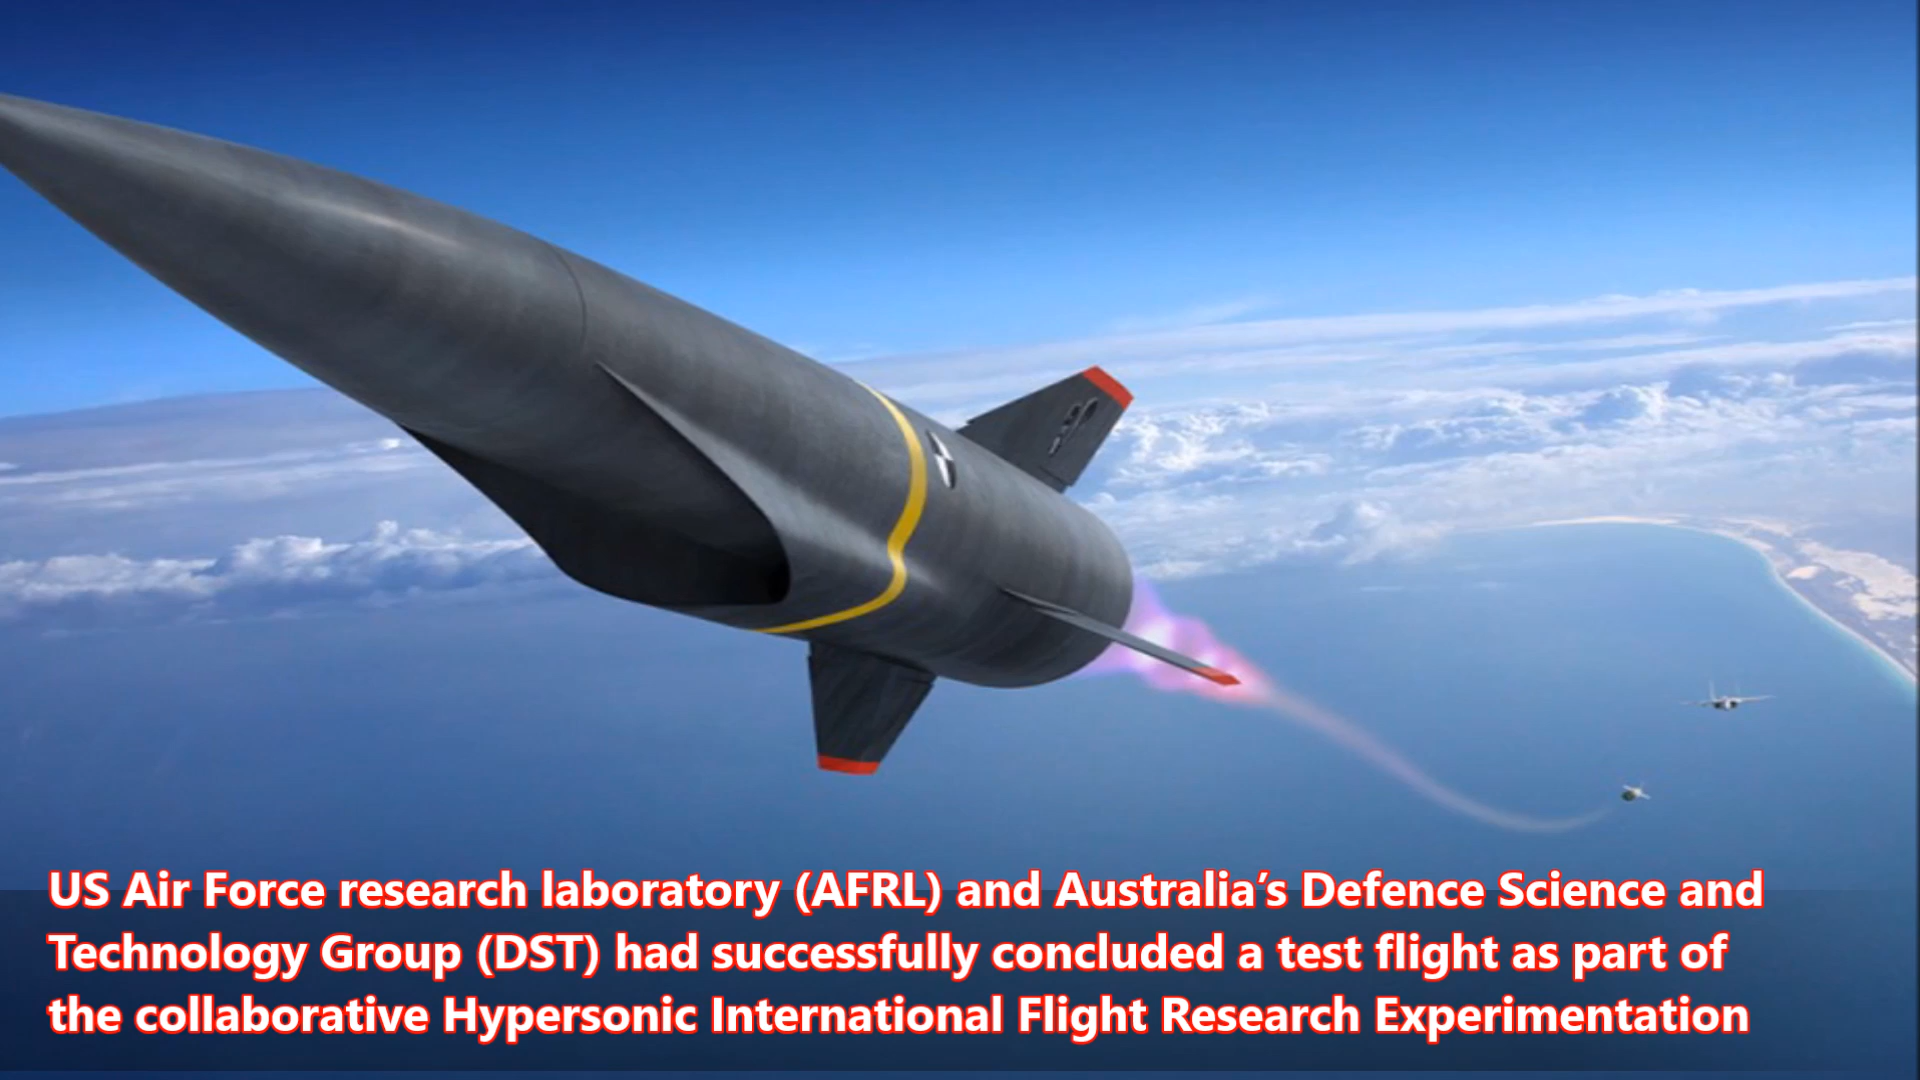 US Air Force research laboratory (AFRL) and Australia’s Defence Science and
Technology Group (DST) had successfully concluded a test flight as part of
the collaborative Hypersonic International Flight Research Experimentation